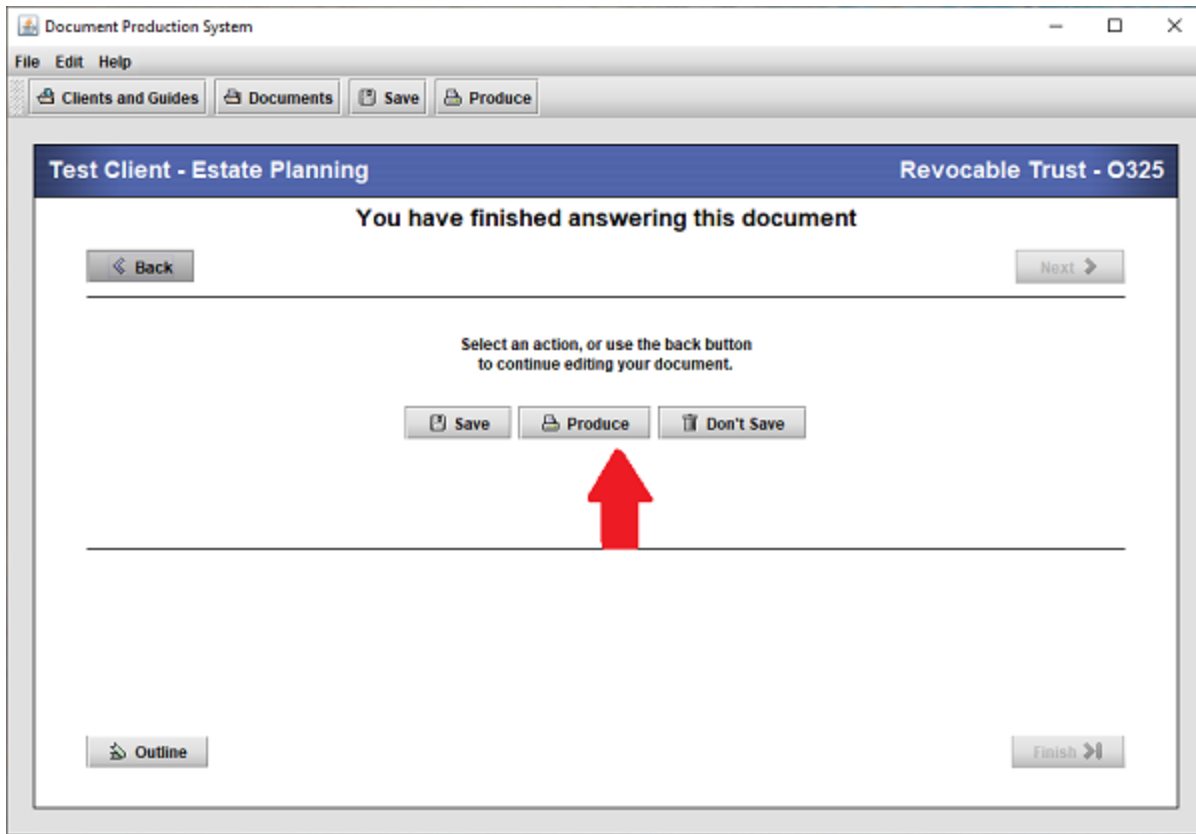 Document Production System
File Edit Help
Clients and Guides Documents Save Produce
Test Client - Estate Planning Revocable Trust - O325
You have finished answering this document
Back Next
Select an action, or use the back button
to continue editing your document.
Save Produce Don't Save
Outline Finish